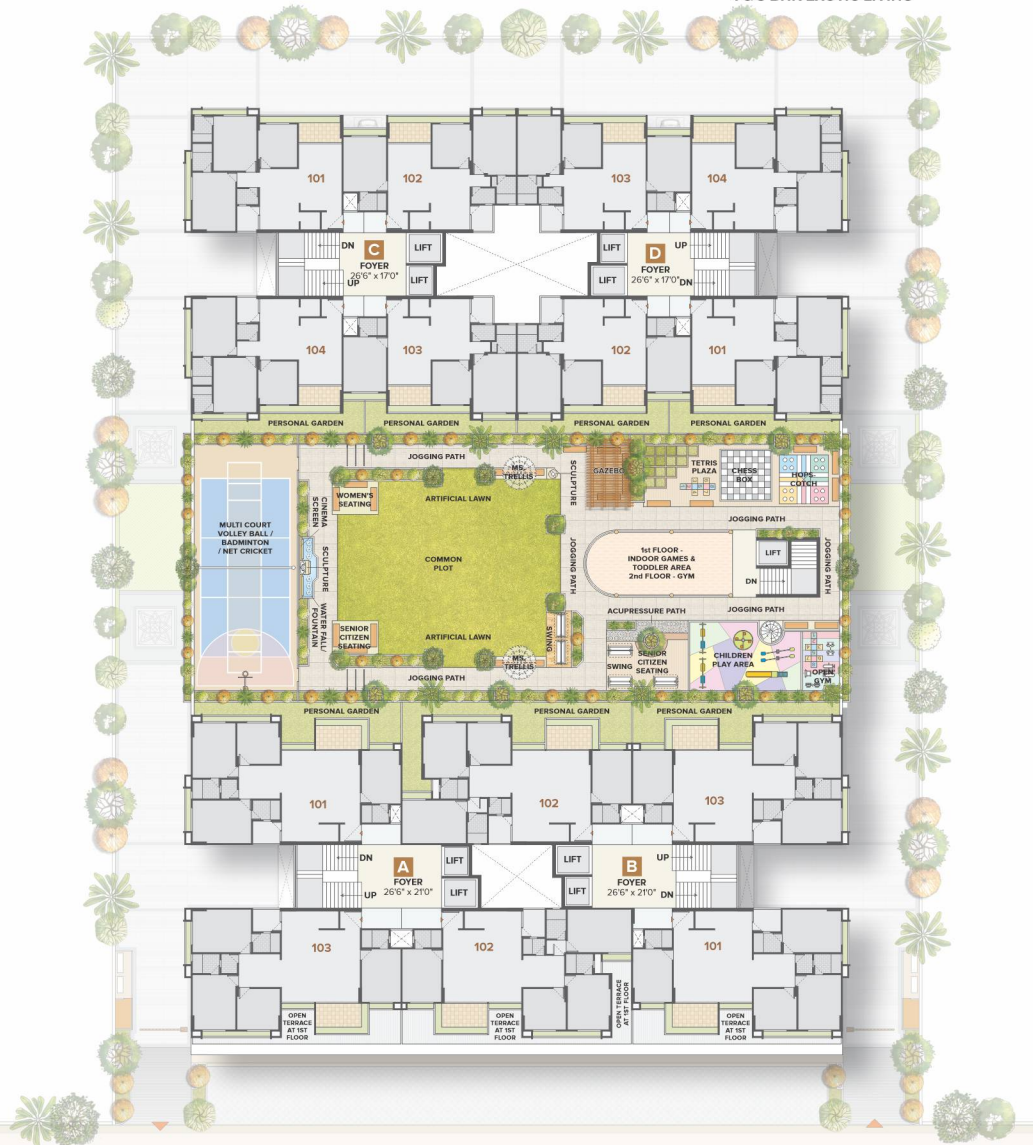 101
102
103
104
DN
C
LIFT
FOYER
26'6" x 17'0"
LIFT
UP
LIFT
D
UP
FOYER
LIFT
26'6" x 17'0"
DN
104
103
102
101
PERSONAL GARDEN
PERSONAL GARDEN
PERSONAL GARDEN
PERSONAL GARDEN
JOGGING PATH
MS.
TRELLIS
SCULPTURE
GAZEBO
TETRIS
PLAZA
CHESS
BOX
HOPS-
COTCH
WOMEN'S
SEATING
ARTIFICIAL LAWN
CINEMA
SCREEN
SCULPTURE
WATER FALL/
FOUNTAIN
MULTI COURT
VOLLEY BALL /
BADMINTON
/ NET CRICKET
JOGGING PATH
COMMON
PLOT
JOGGING PATH
1st FLOOR -
INDOOR GAMES &
TODDLER AREA
2nd FLOOR - GYM
LIFT
DN
JOGGING PATH
ACUPRESSURE PATH
JOGGING PATH
SENIOR
CITIZEN
SEATING
ARTIFICIAL LAWN
SWING
MS.
TRELLIS
JOGGING PATH
SWING
SENIOR
CITIZEN
SEATING
CHILDREN
PLAY AREA
OPEN
GYM
PERSONAL GARDEN
PERSONAL GARDEN
PERSONAL GARDEN
101
102
103
DN
A
LIFT
FOYER
26'6" x 21'0"
UP
LIFT
LIFT
B
UP
FOYER
26'6" x 21'0"
LIFT
DN
103
102
101
OPEN
TERRACE
AT 1ST
FLOOR
OPEN
TERRACE
AT 1ST
FLOOR
OPEN TERRACE
AT 1ST FLOOR
OPEN
TERRACE
AT 1ST
FLOOR